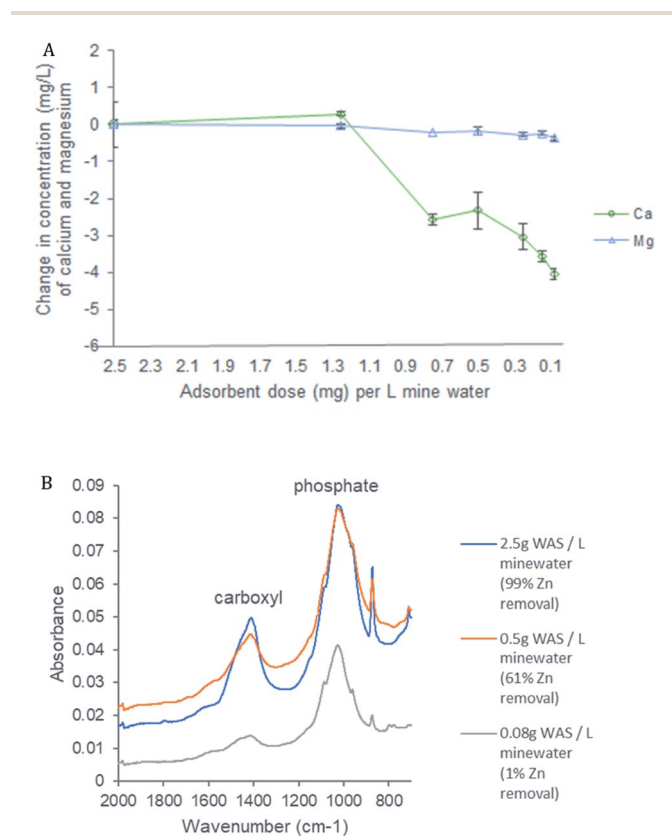 A
Change in concentration (mg/L)
of calcium and magnesium
2
1
0
-1
-2
-3
-4
-5
-6
2.5 2.3 2.1 1.9 1.7 1.5 1.3 1.1 0.9 0.7 0.5 0.3 0.1
Adsorbent dose (mg) per L mine water
Ca
Mg
B
Absorbance
0.09
0.08
0.07
0.06
0.05
0.04
0.03
0.02
0.01
0
phosphate
carboxyl
2000 1800 1600 1400 1200 1000 800
Wavenumber (cm-1)
2.5g WAS / L
minewater
(99% Zn
removal)
0.5g WAS / L
minewater
(61% Zn
removal)
0.08g WAS / L
minewater
(1% Zn
removal)